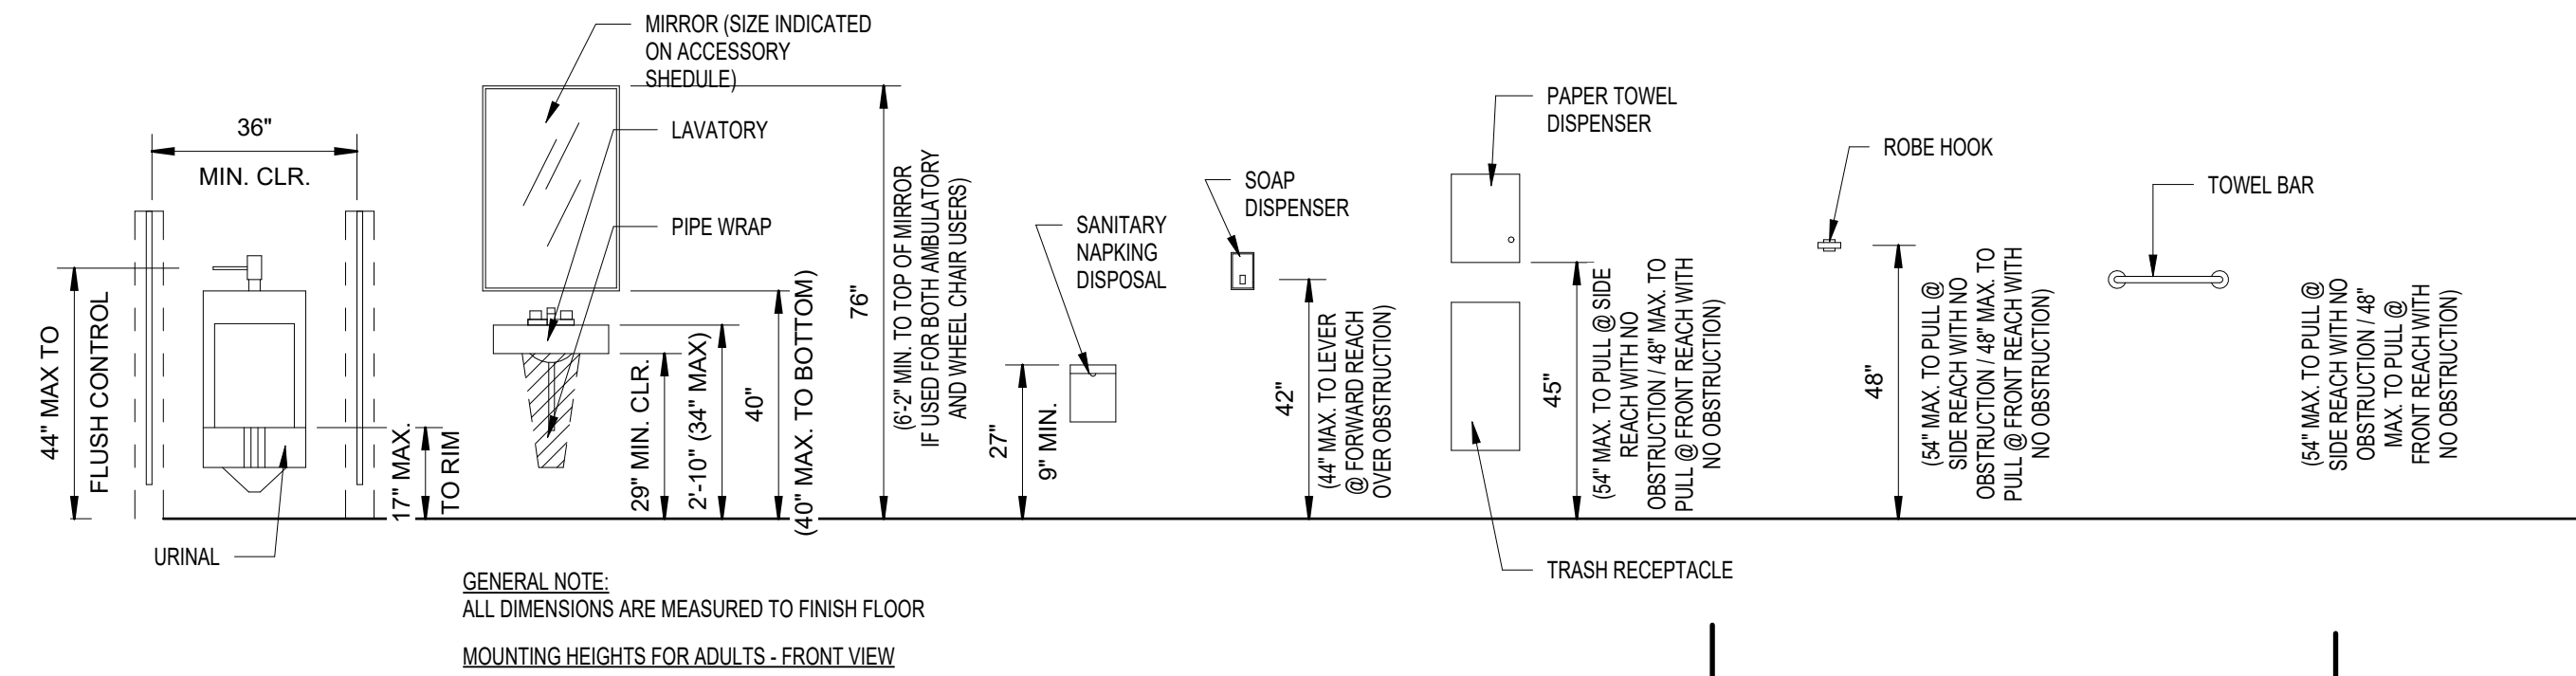 36"
MIN. CLR.
44" MAX TO
FLUSH CONTROL
17" MAX.
TO RIM
URINAL
MIRROR (SIZE INDICATED
ON ACCESSORY
SHEDULE)
LAVATORY
PIPE WRAP
29" MIN. CLR.
2'-10" (34" MAX)
40"
(40" MAX. TO BOTTOM)
76"
(6'-2" MIN. TO TOP OF MIRROR
IF USED FOR BOTH AMBULATORY
AND WHEEL CHAIR USERS)
SANITARY
NAPKING
DISPOSAL
27"
9" MIN.
SOAP
DISPENSER
42"
(44" MAX. TO LEVER
@ FORWARD REACH
OVER OBSTRUCTION)
PAPER TOWEL
DISPENSER
45"
(54" MAX. TO PULL @ SIDE
REACH WITH NO
OBSTRUCTION / 48" MAX. TO
PULL @ FRONT REACH WITH
NO OBSTRUCTION)
TRASH RECEPTACLE
ROBE HOOK
48"
(54" MAX. TO PULL @
SIDE REACH WITH NO
OBSTRUCTION / 48" MAX. TO
PULL @ FRONT REACH WITH
NO OBSTRUCTION)
TOWEL BAR
(54" MAX. TO PULL @
SIDE REACH WITH NO
OBSTRUCTION / 48"
MAX. TO PULL @
FRONT REACH WITH
NO OBSTRUCTION)
GENERAL NOTE:
ALL DIMENSIONS ARE MEASURED TO FINISH FLOOR
MOUNTING HEIGHTS FOR ADULTS - FRONT VIEW